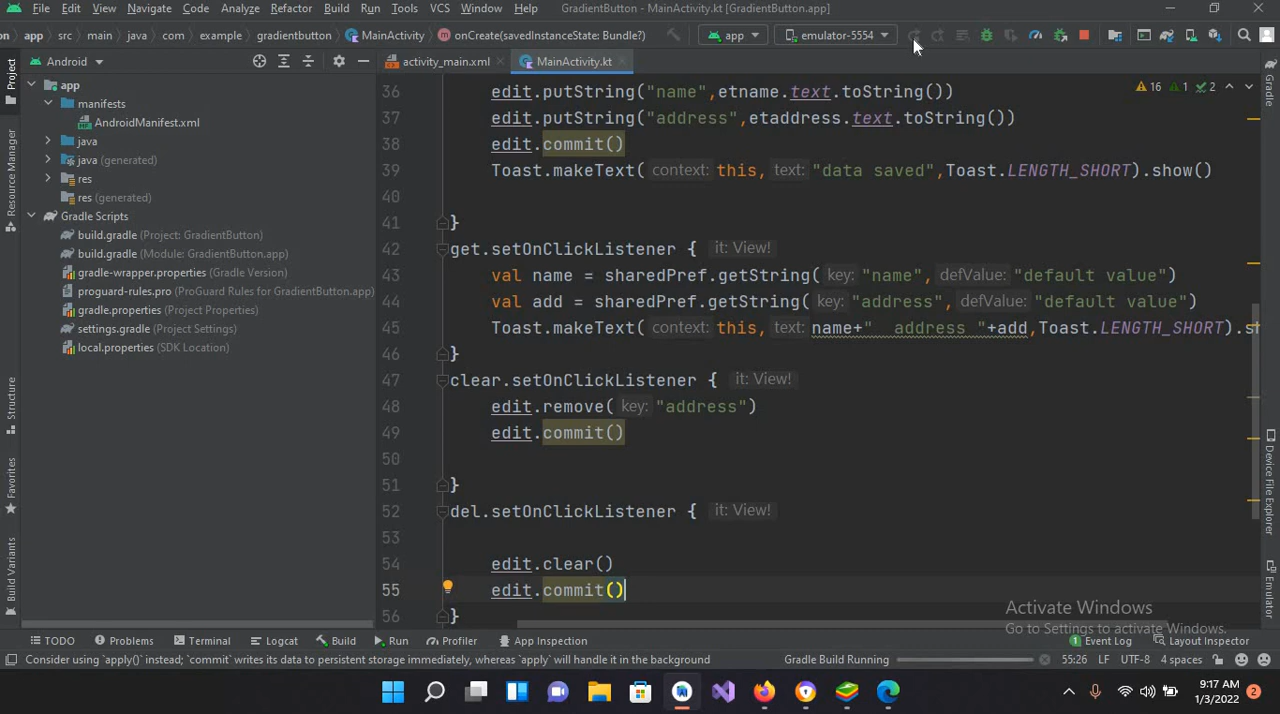 File Edit View Navigate Code Analyze Refactor Build Run Tools VCS Window Help GradientButton - MainActivity.kt [GradientButton.app]
on app src main java com example gradientbutton MainActivity onCreate(savedInstanceState: Bundle?) app emulator-5554
Project Android activity_main.xml MainActivity.kt Gradle
16 1 2
app
manifests
AndroidManifest.xml
java
java (generated)
res
res (generated)
Gradle Scripts
build.gradle (Project: GradientButton)
build.gradle (Module: GradientButton.app)
gradle-wrapper.properties (Gradle Version)
proguard-rules.pro (ProGuard Rules for GradientButton.app)
gradle.properties (Project Properties)
settings.gradle (Project Settings)
local.properties (SDK Location)
Resource Manager
Structure
Favorites
Build Variants
36 edit.putString("name",etname.text.toString())
37 edit.putString("address",etaddress.text.toString())
38 edit.commit()
39 Toast.makeText( context: this, text: "data saved",Toast.LENGTH_SHORT).show()
40
41 }
42 get.setOnClickListener { it: View!
43 val name = sharedPref.getString( key: "name", defValue: "default value")
44 val add = sharedPref.getString( key: "address", defValue: "default value")
45 Toast.makeText( context: this, text: name+"  address "+add,Toast.LENGTH_SHORT).sh
46 }
47 clear.setOnClickListener { it: View!
48 edit.remove( key: "address")
49 edit.commit()
50
51 }
52 del.setOnClickListener { it: View!
53
54 edit.clear()
55 edit.commit()
56 }
Device File Explorer
Emulator
Activate Windows
Go to Settings to activate Windows.
TODO Problems Terminal Logcat Build Run Profiler App Inspection 1 Event Log Layout Inspector
Consider using `apply()` instead; `commit` writes its data to persistent storage immediately, whereas `apply` will handle it in the background Gradle Build Running 55:26 LF UTF-8 4 spaces
9:17 AM
1/3/2022
2